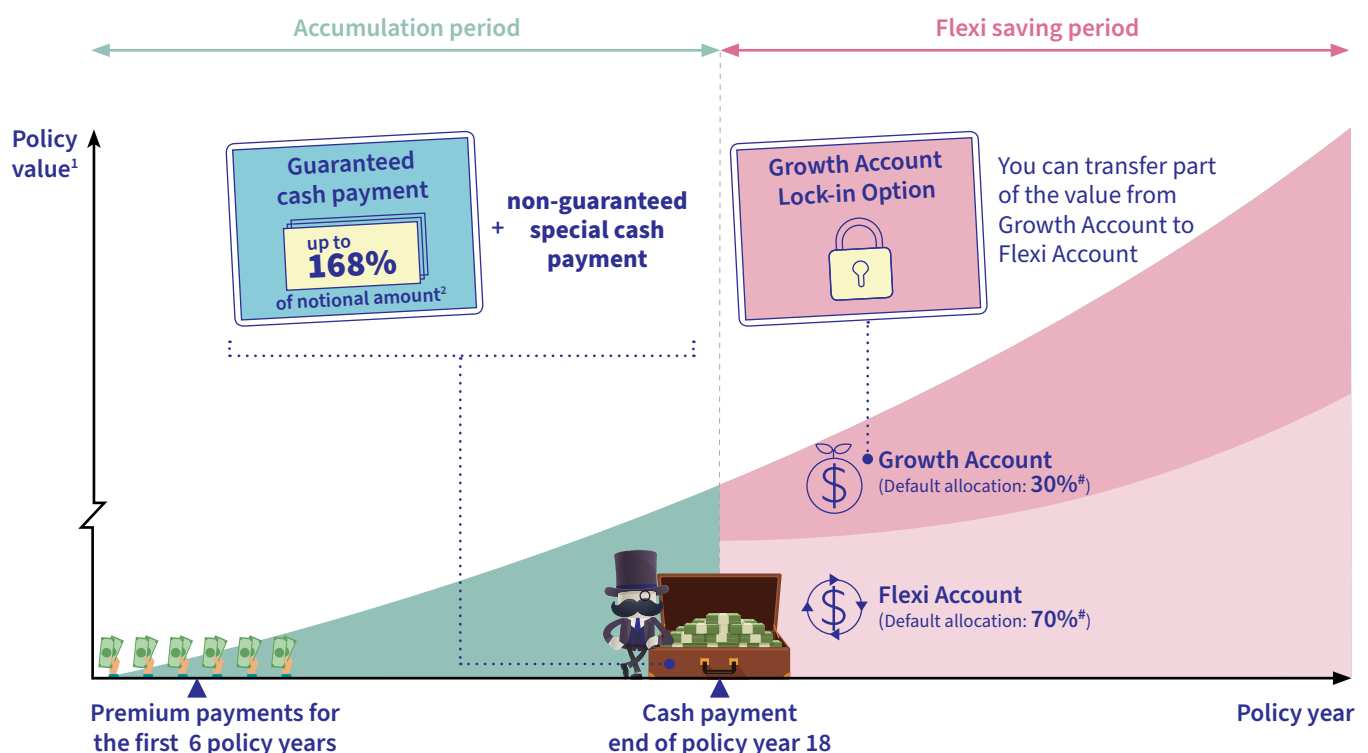 Accumulation period
Flexi saving period
Policy
value¹
Guaranteed
cash payment
up to
168%
of notional amount²
+
non-guaranteed
special cash
payment
Growth Account
Lock-in Option
You can transfer part
of the value from
Growth Account to
Flexi Account
$
Growth Account
(Default allocation: 30%#)
$
Flexi Account
(Default allocation: 70%#)
Premium payments for
the first 6 policy years
Cash payment
end of policy year 18
Policy year